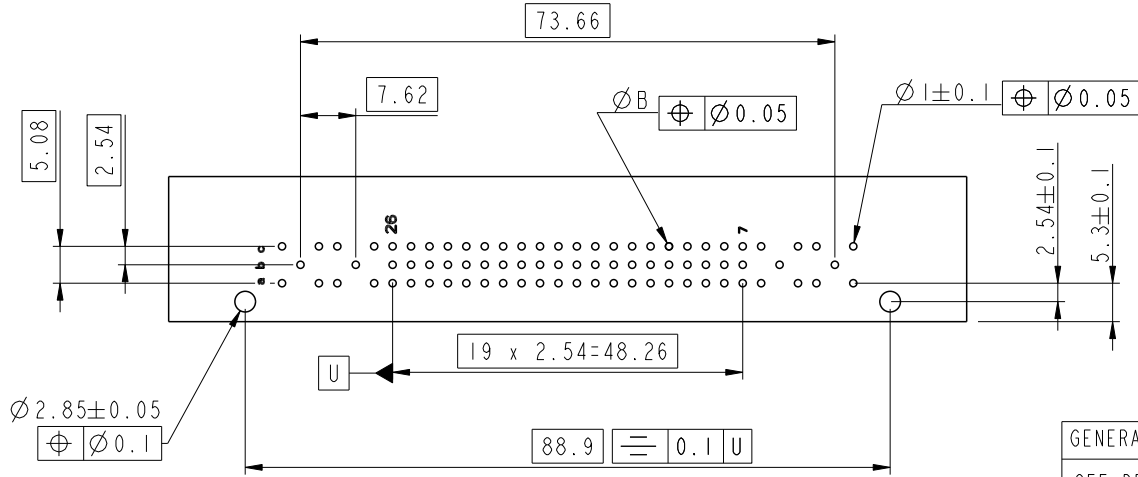 73.66
7.62
ØB
⌖ Ø0.05
Ø1±0.1
⌖ Ø0.05
5.08
2.54
2.54±0.1
5.3±0.1
26
7
c
b
a
19 x 2.54=48.26
U
Ø2.85±0.05
⌖ Ø0.1
88.9 ⌯ 0.1 U
GENERA